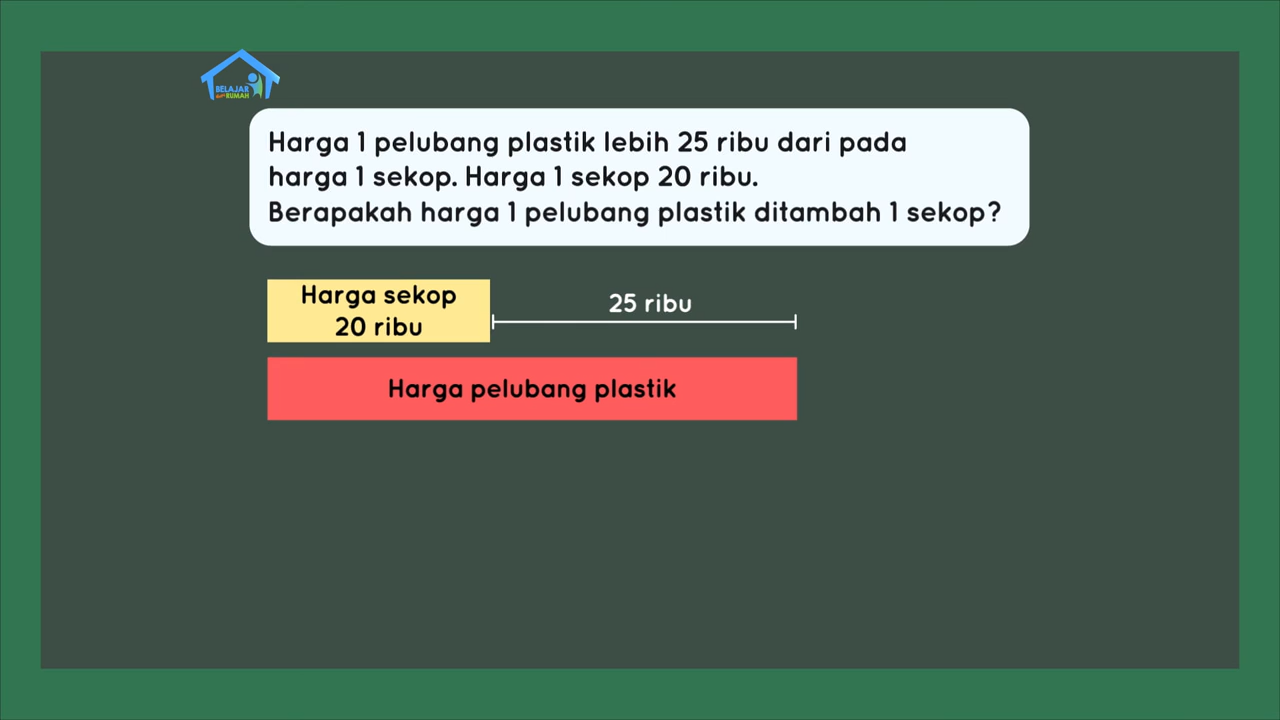 BELAJAR
dari RUMAH
Harga 1 pelubang plastik lebih 25 ribu dari pada
harga 1 sekop. Harga 1 sekop 20 ribu.
Berapakah harga 1 pelubang plastik ditambah 1 sekop?
Harga sekop
20 ribu
25 ribu
Harga pelubang plastik